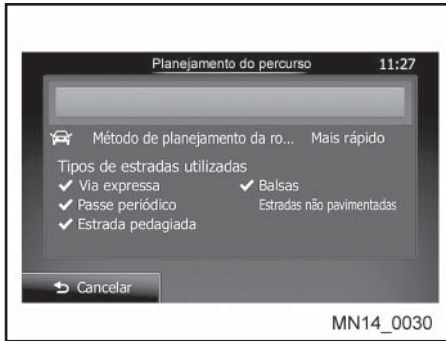 Planejamento do percurso 11:27
Método de planejamento da ro... Mais rápido
Tipos de estradas utilizadas
✓ Via expressa ✓ Balsas
✓ Passe periódico Estradas não pavimentadas
✓ Estrada pedagiada
Cancelar
MN14_0030